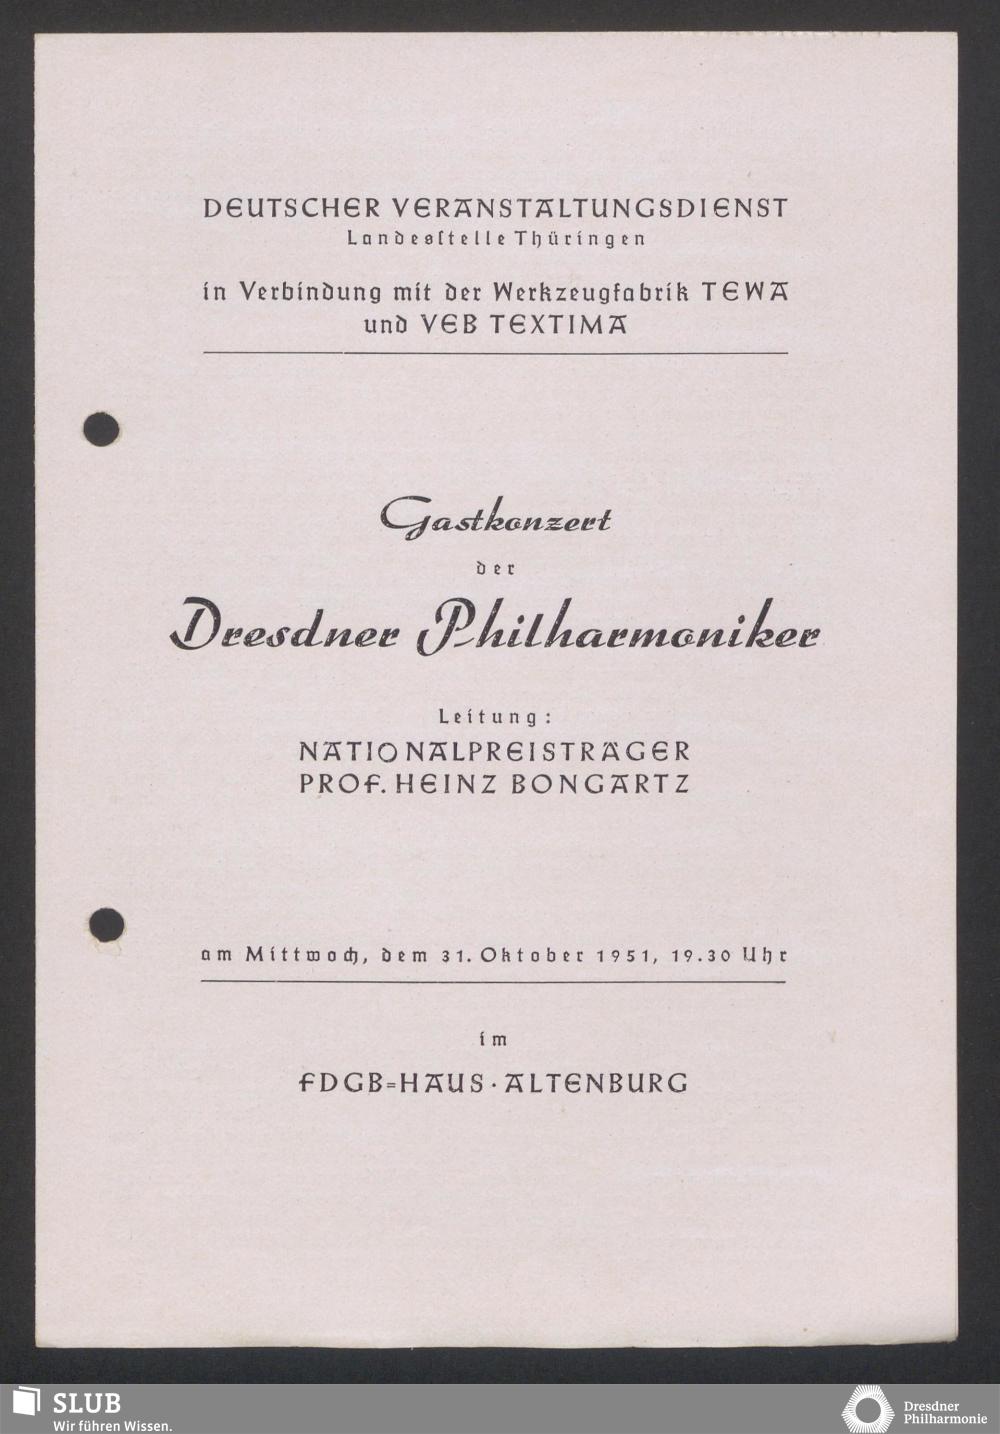 DEUTSCHER VERANSTALTUNGSDIENST
Landesstelle Thüringen
in Verbindung mit der Werkzeugfabrik TEWA
und VEB TEXTIMA
Gastkonzert
der
Dresdner Philharmoniker
Leitung:
NATIONALPREISTRÄGER
PROF. HEINZ BONGARTZ
am Mittwoch, dem 31. Oktober 1951, 19.30 Uhr
im
FDGB=HAUS · ALTENBURG
SLUB
Wir führen Wissen.
Dresdner
Philharmonie